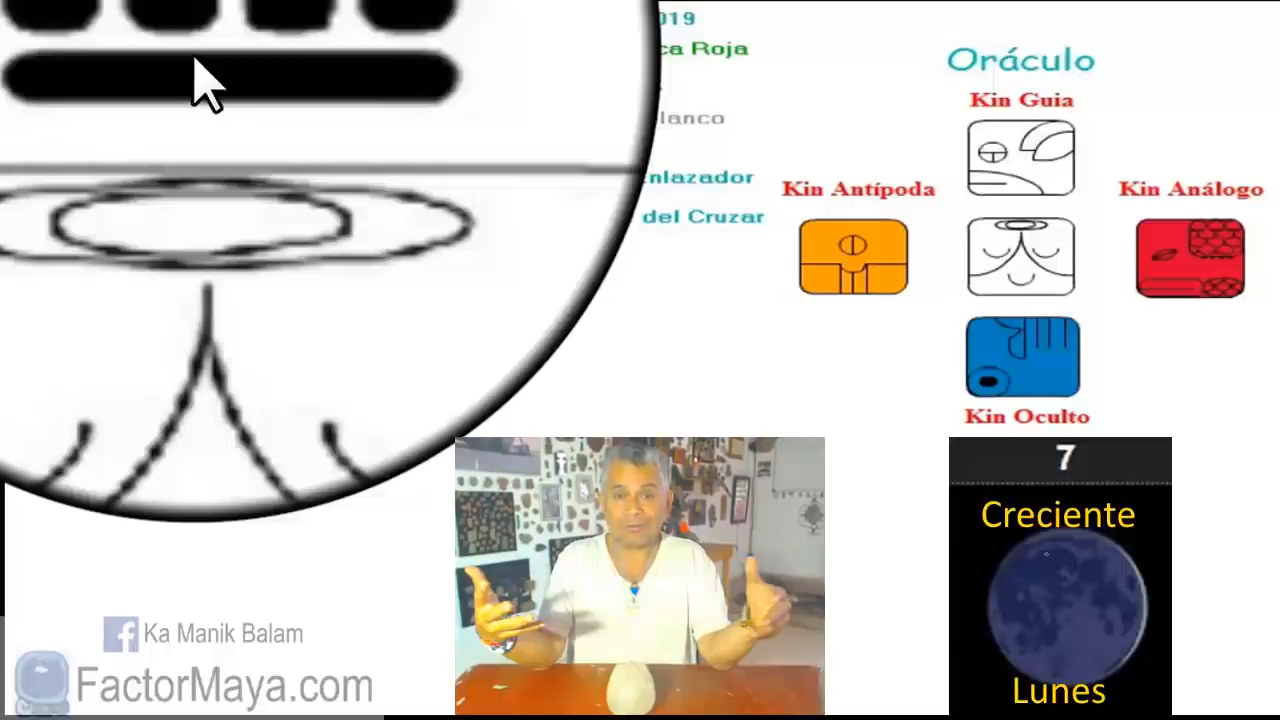 019
ca Roja
lanco
nlazador
del Cruzar
Oráculo
Kin Guia
Kin Antípoda
Kin Análogo
Kin Oculto
7
Creciente
Lunes
Ka Manik Balam
FactorMaya.com